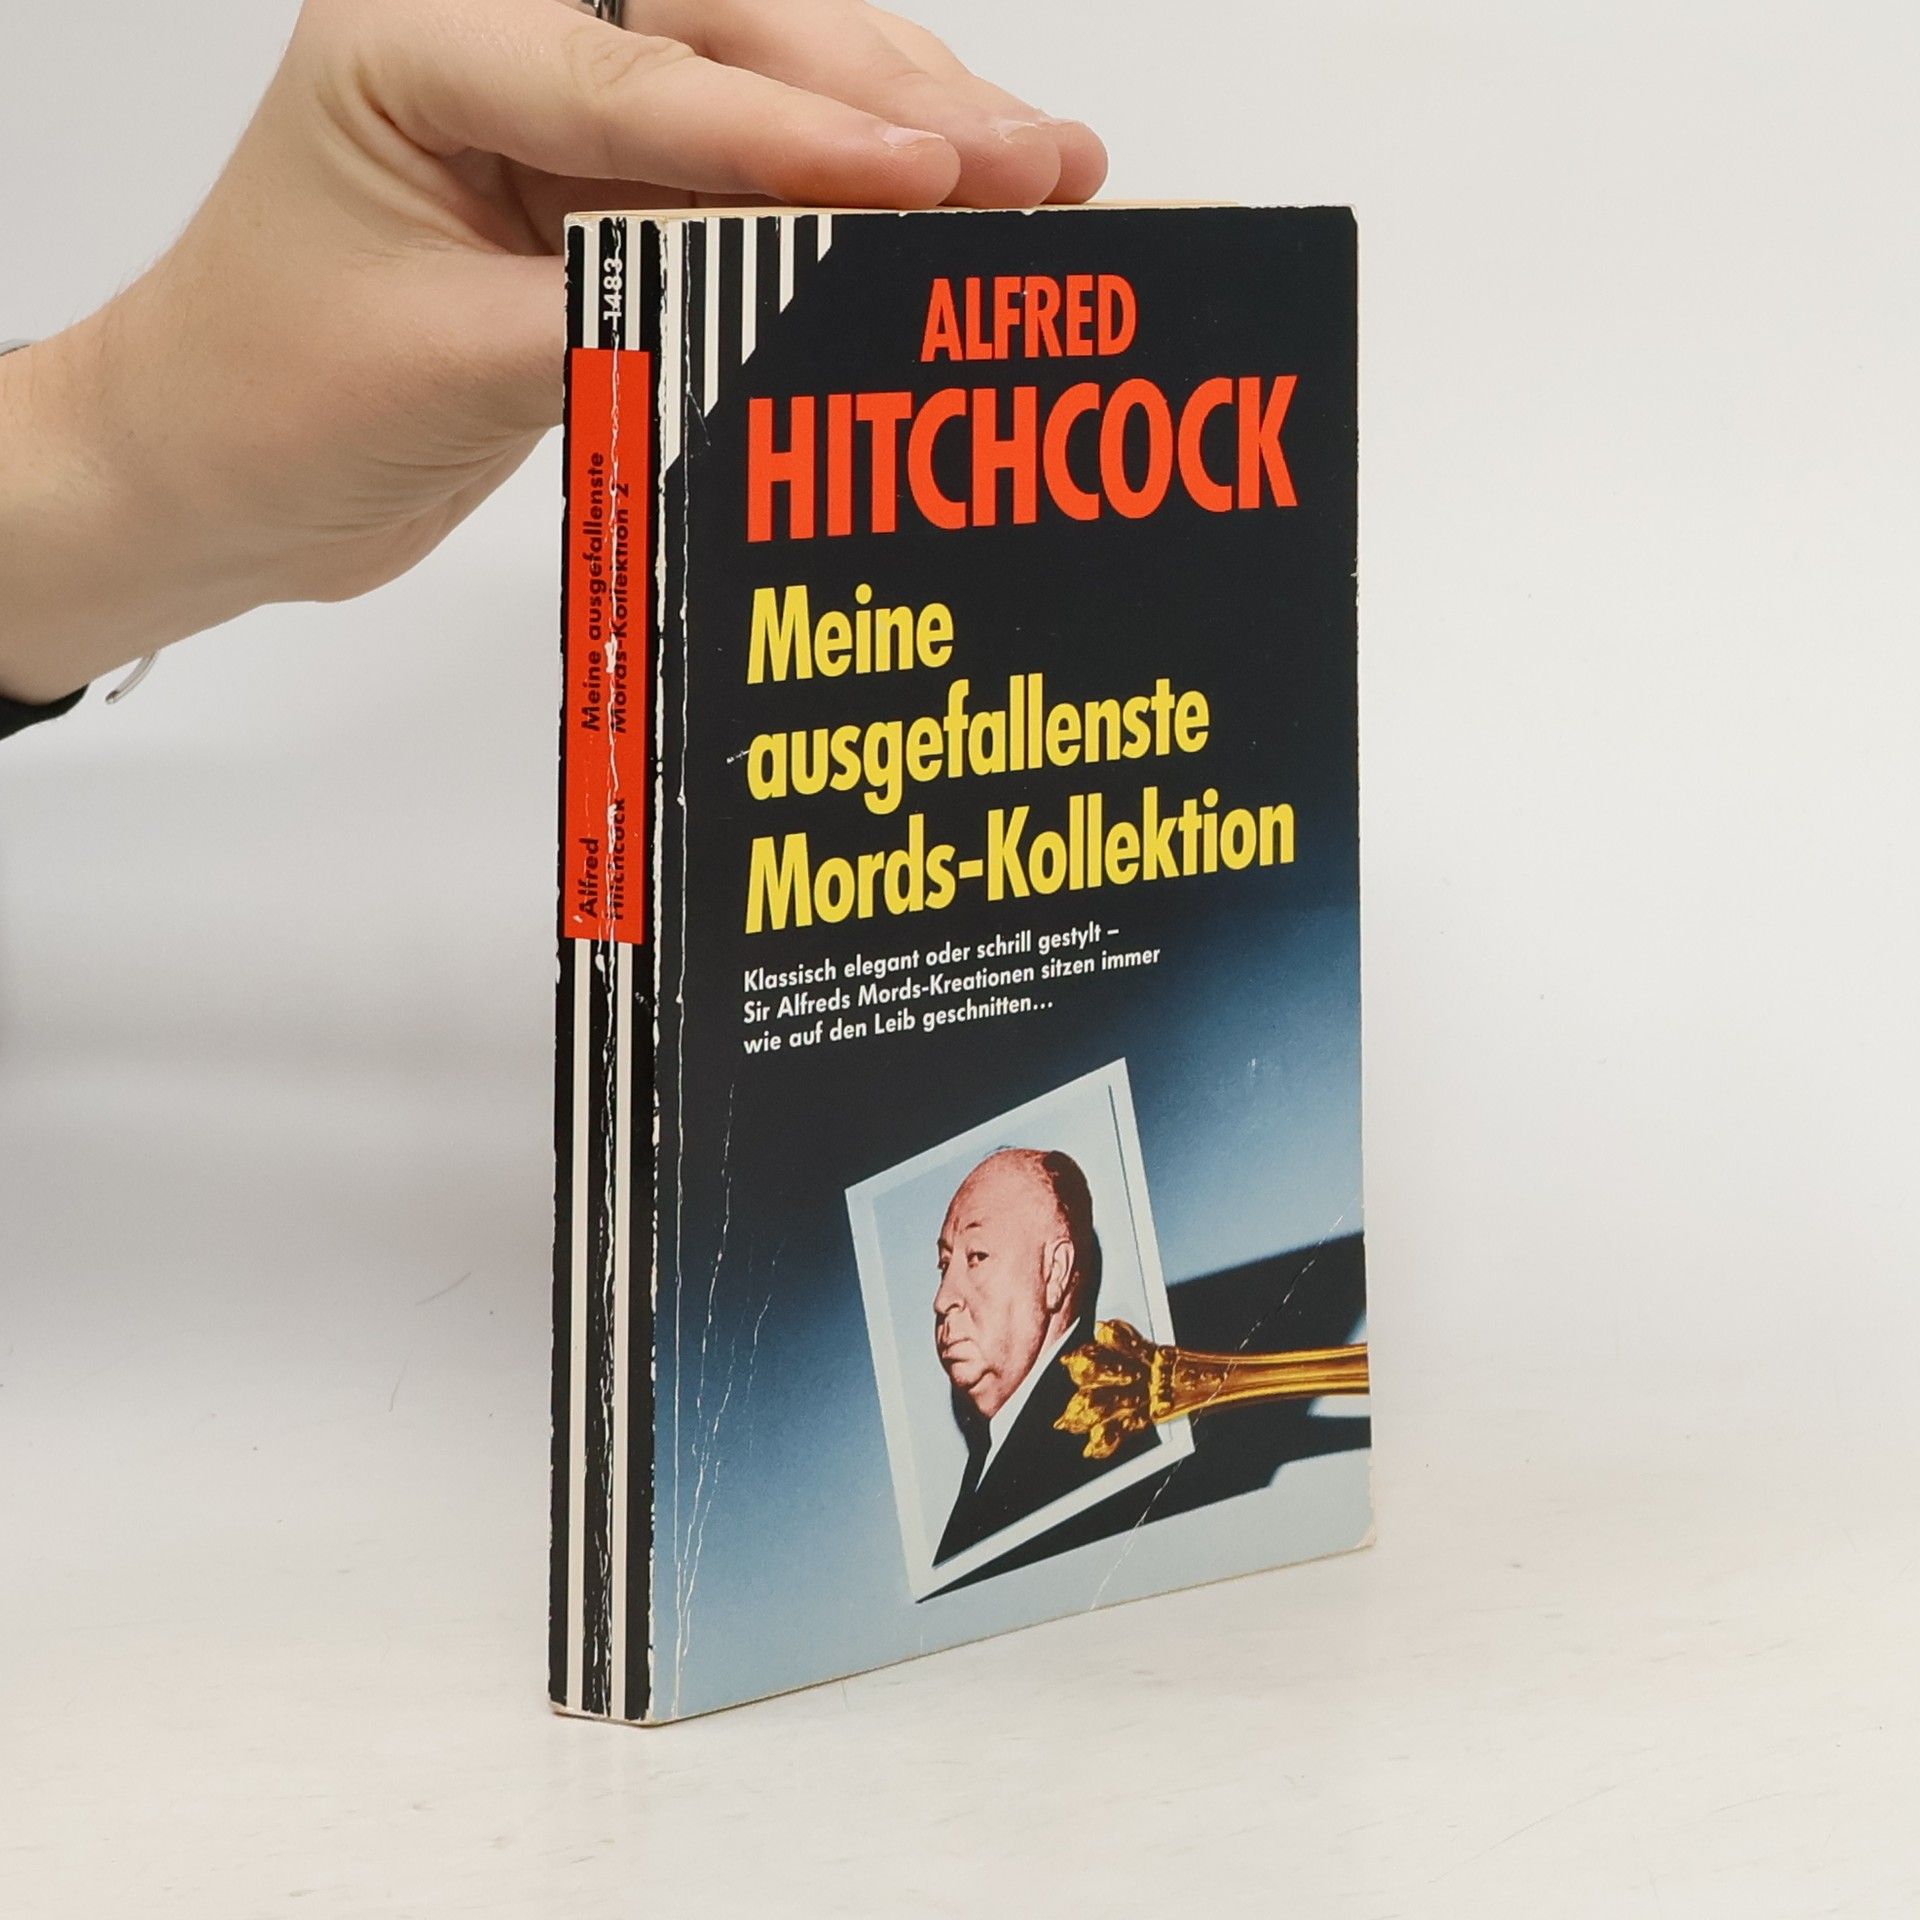 ALFRED
HITCHCOCK
Meine
ausgefallenste
Mords-Kollektion
Klassisch elegant oder schrill gestylt –
Sir Alfreds Mords-Kreationen sitzen immer
wie auf den Leib geschnitten...
1483
Alfred
Hitchcock
Meine ausgefallenste
Mords-Kollektion 2